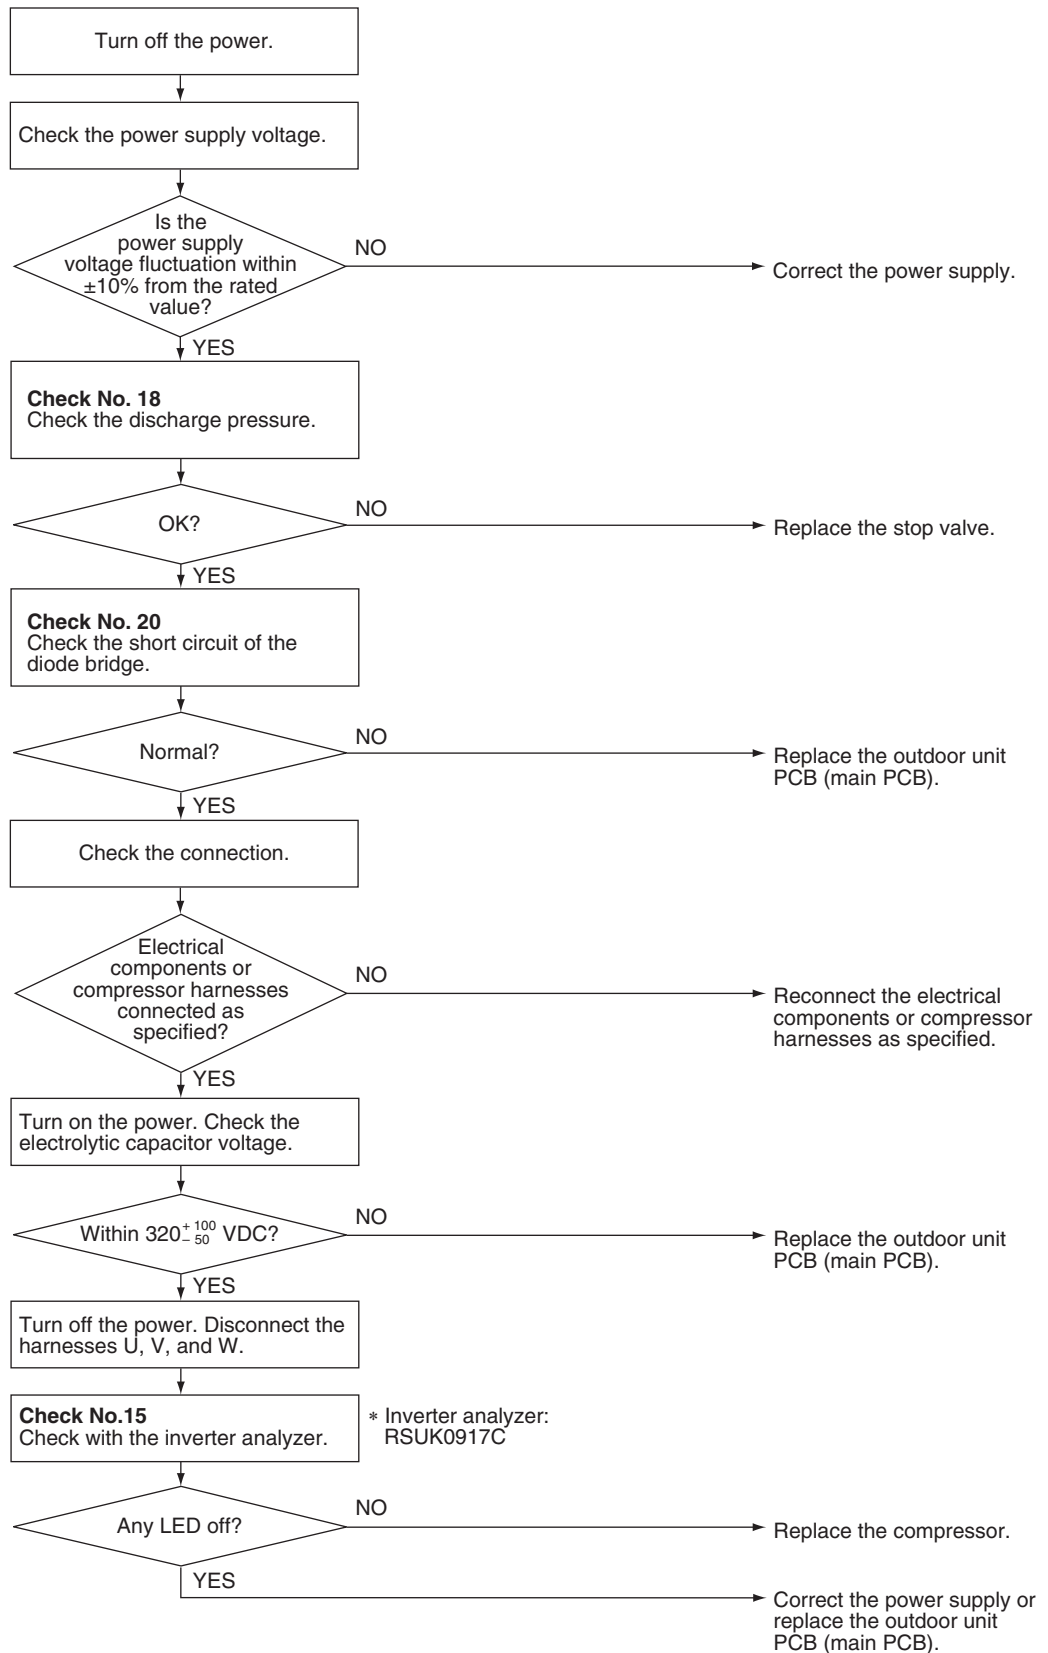 Turn off the power.
Check the power supply voltage.
Is the
power supply
voltage fluctuation within
±10% from the rated
value?
NO
Correct the power supply.
YES
Check No. 18
Check the discharge pressure.
OK?
NO
Replace the stop valve.
YES
Check No. 20
Check the short circuit of the
diode bridge.
Normal?
NO
Replace the outdoor unit
PCB (main PCB).
YES
Check the connection.
Electrical
components or
compressor harnesses
connected as
specified?
NO
Reconnect the electrical
components or compressor
harnesses as specified.
YES
Turn on the power. Check the
electrolytic capacitor voltage.
Within 320 +100 −50 VDC?
NO
Replace the outdoor unit
PCB (main PCB).
YES
Turn off the power. Disconnect the
harnesses U, V, and W.
Check No.15
Check with the inverter analyzer.
* Inverter analyzer:
RSUK0917C
Any LED off?
NO
Replace the compressor.
YES
Correct the power supply or
replace the outdoor unit
PCB (main PCB).